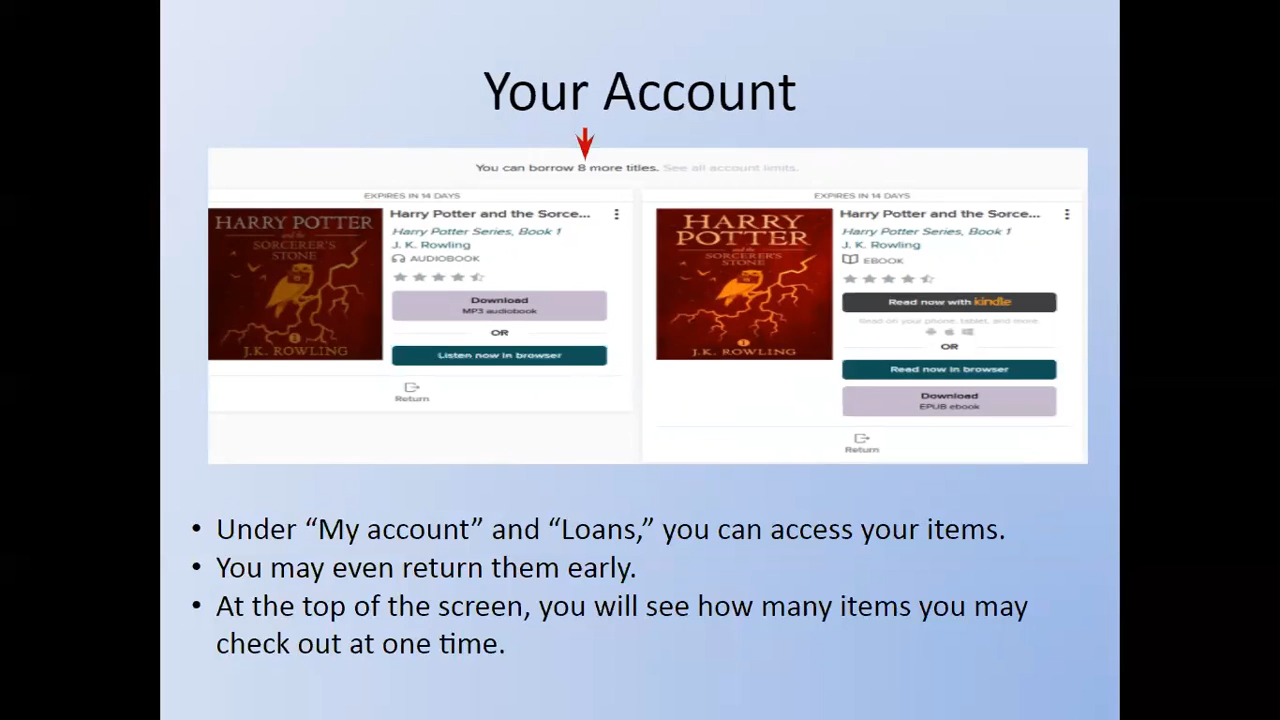 Your Account
You can borrow 8 more titles. See all account limits.
EXPIRES IN 14 DAYS
HARRY POTTER
and the
SORCERER'S
STONE
J.K. ROWLING
Harry Potter and the Sorce...
Harry Potter Series, Book 1
J. K. Rowling
AUDIOBOOK
Download
MP3 audiobook
OR
Listen now in browser
Return
EXPIRES IN 14 DAYS
HARRY
POTTER
and the
SORCERER'S
STONE
J.K. ROWLING
Harry Potter and the Sorce...
Harry Potter Series, Book 1
J. K. Rowling
EBOOK
Read now with kindle
Read on your phone, tablet, and more.
OR
Read now in browser
Download
EPUB ebook
Return
• Under “My account” and “Loans,” you can access your items.
• You may even return them early.
• At the top of the screen, you will see how many items you may
check out at one time.